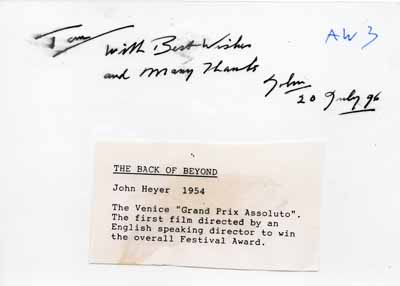 Tom
AW 3
With Best Wishes
and Many Thanks
John
20 July 96
THE BACK OF BEYOND
John Heyer 1954
The Venice "Grand Prix Assoluto".
The first film directed by an
English speaking director to win
the overall Festival Award.